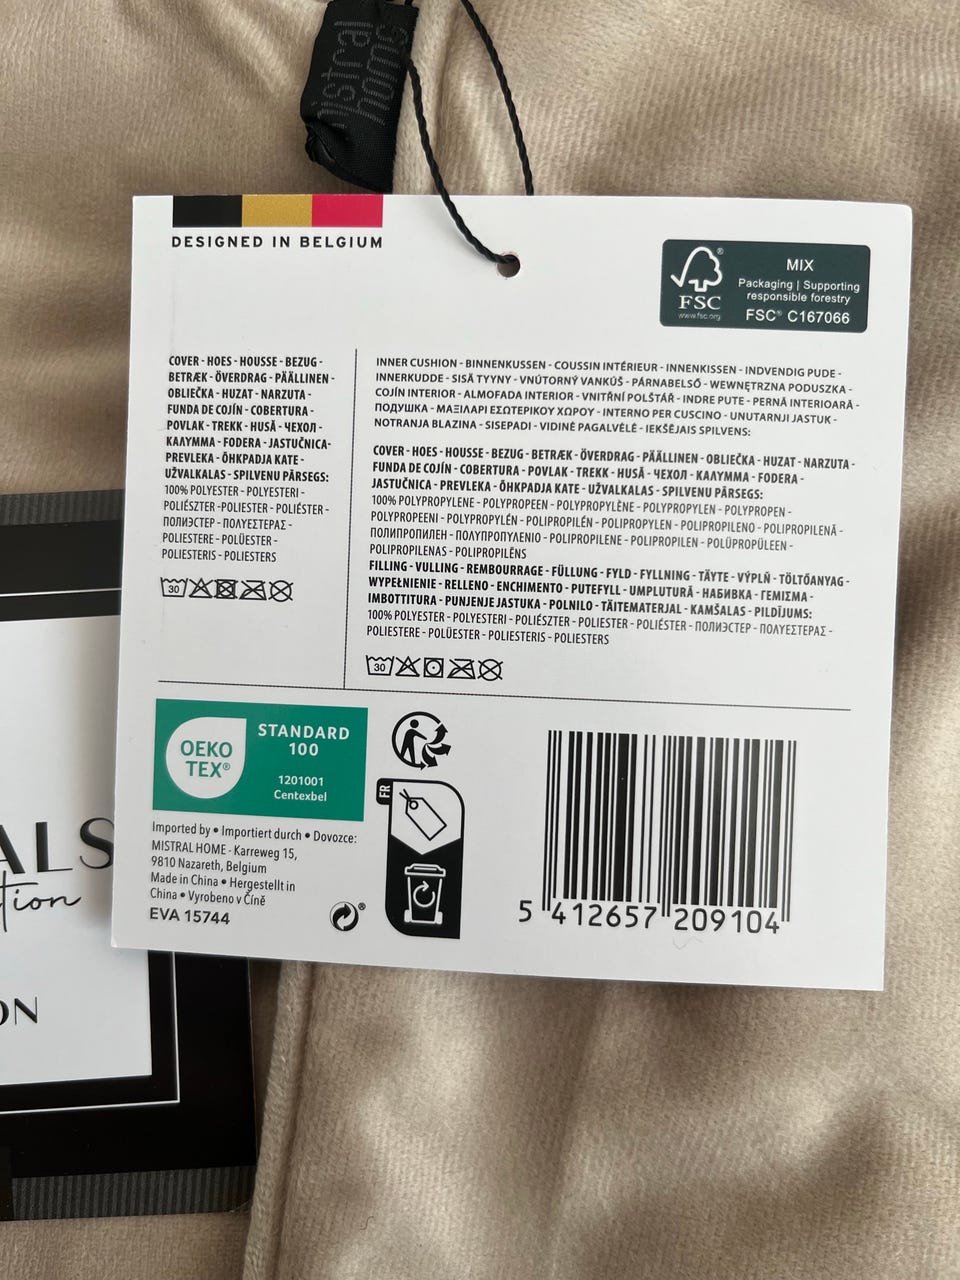 mistral
home
DESIGNED IN BELGIUM
FSC®
www.fsc.org
MIX
Packaging | Supporting
responsible forestry
FSC® C167066
COVER - HOES - HOUSSE - BEZUG -
BETRÆK - ÖVERDRAG - PÄÄLLINEN -
OBLIEČKA - HUZAT - NARZUTA -
FUNDA DE COJÍN - COBERTURA -
POVLAK - TREKK - HUSĂ - ЧЕХОЛ -
ΚΑΛΥΜΜΑ - FODERA - JASTUČNICA-
PREVLEKA - ÕHKPADJA KATE -
UŽVALKALAS - SPILVENU PĀRSEGS:
100% POLYESTER - POLYESTERI -
POLIÉSZTER -POLIESTER - POLIÉSTER -
ПОЛИЭСТЕР - ΠΟΛΥΕΣΤΕΡΑΣ -
POLIESTERE - POLÜESTER -
POLIESTERIS - POLIESTERS
30
INNER CUSHION - BINNENKUSSEN - COUSSIN INTÉRIEUR - INNENKISSEN - INDVENDIG PUDE -
INNERKUDDE - SISÄ TYYNY - VNÚTORNÝ VANKÚŠ - PÁRNABELSŐ - WEWNĘTRZNA PODUSZKA -
COJÍN INTERIOR - ALMOFADA INTERIOR - VNITŘNÍ POLŠTÁŘ - INDRE PUTE - PERNĂ INTERIOARĂ -
ПОДУШКА - ΜΑΞΙΛΑΡΙ ΕΣΩΤΕΡΙΚΟΥ ΧΩΡΟΥ - INTERNO PER CUSCINO - UNUTARNJI JASTUK -
NOTRANJA BLAZINA - SISEPADI - VIDINĖ PAGALVĖLĖ - IEKŠĒJAIS SPILVENS:
COVER - HOES - HOUSSE - BEZUG - BETRÆK - ÖVERDRAG - PÄÄLLINEN - OBLIEČKA - HUZAT - NARZUTA -
FUNDA DE COJÍN - COBERTURA - POVLAK - TREKK - HUSĂ - ЧЕХОЛ - ΚΑΛΥΜΜΑ - FODERA -
JASTUČNICA - PREVLEKA - ÕHKPADJA KATE - UŽVALKALAS - SPILVENU PĀRSEGS:
100% POLYPROPYLENE - POLYPROPEEN - POLYPROPYLÈNE - POLYPROPYLEN - POLYPROPEN -
POLYPROPEENI - POLYPROPYLÉN - POLIPROPILÉN - POLIPROPYLEN - POLIPROPILENO - POLIPROPILENĂ -
ПОЛИПРОПИЛЕН - ΠΟΛΥΠΡΟΠΥΛΕΝΙΟ - POLIPROPILENE - POLIPROPILEN - POLÜPROPÜLEEN -
POLIPROPILENAS - POLIPROPILĒNS
FILLING - VULLING - REMBOURRAGE - FÜLLUNG - FYLD - FYLLNING - TÄYTE - VÝPLŇ - TÖLTŐANYAG -
WYPEŁNIENIE - RELLENO - ENCHIMENTO - PUTEFYLL - UMPLUTURĂ - НАБИВКА - ΓΕΜΙΣΜΑ -
IMBOTTITURA - PUNJENJE JASTUKA - POLNILO - TÄITEMATERJAL - KAMŠALAS - PILDĪJUMS:
100% POLYESTER - POLYESTERI - POLIÉSZTER - POLIESTER - POLIÉSTER - ПОЛИЭСТЕР - ΠΟΛΥΕΣΤΕΡΑΣ -
POLIESTERE - POLÜESTER - POLIESTERIS - POLIESTERS
30
OEKO
TEX®
STANDARD
100
1201001
Centexbel
Imported by • Importiert durch • Dovozce:
MISTRAL HOME - Karreweg 15,
9810 Nazareth, Belgium
Made in China • Hergestellt in
China • Vyrobeno v Číně
EVA 15744
FR
®
5 412657 209104
ALS
tion
ON